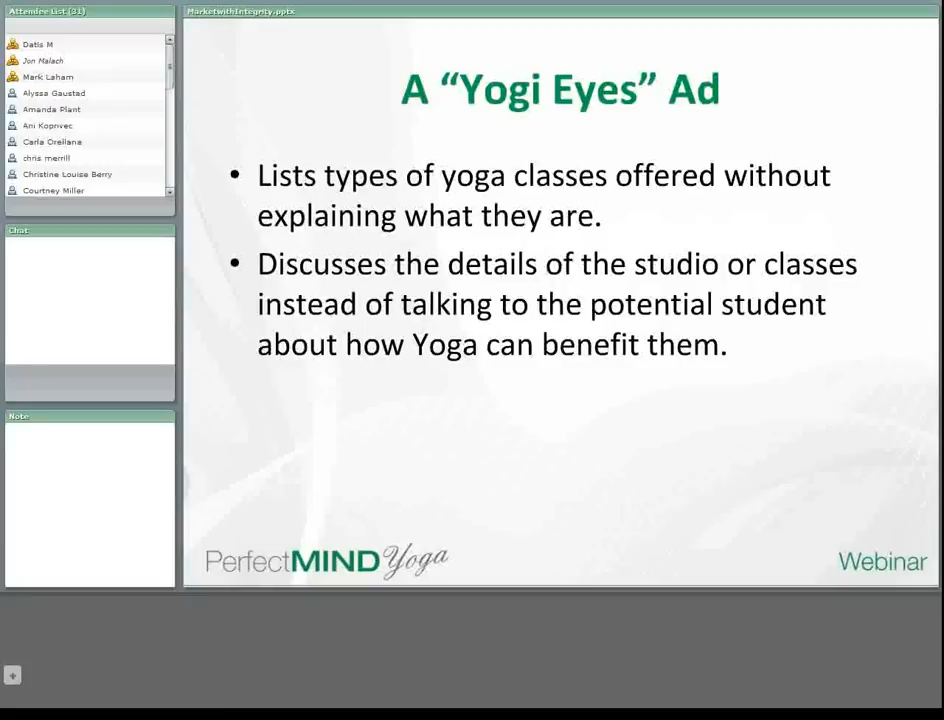 Attendee List (31)
Datis M
Jon Malach
Mark Laham
Alyssa Gaustad
Amanda Plant
Ani Koprivec
Carla Orellana
chris merrill
Christine Louise Berry
Courtney Miller
Chat
Note
MarketwithIntegrity.pptx
A “Yogi Eyes” Ad
• Lists types of yoga classes offered without
explaining what they are.
• Discusses the details of the studio or classes
instead of talking to the potential student
about how Yoga can benefit them.
PerfectMIND Yoga
Webinar